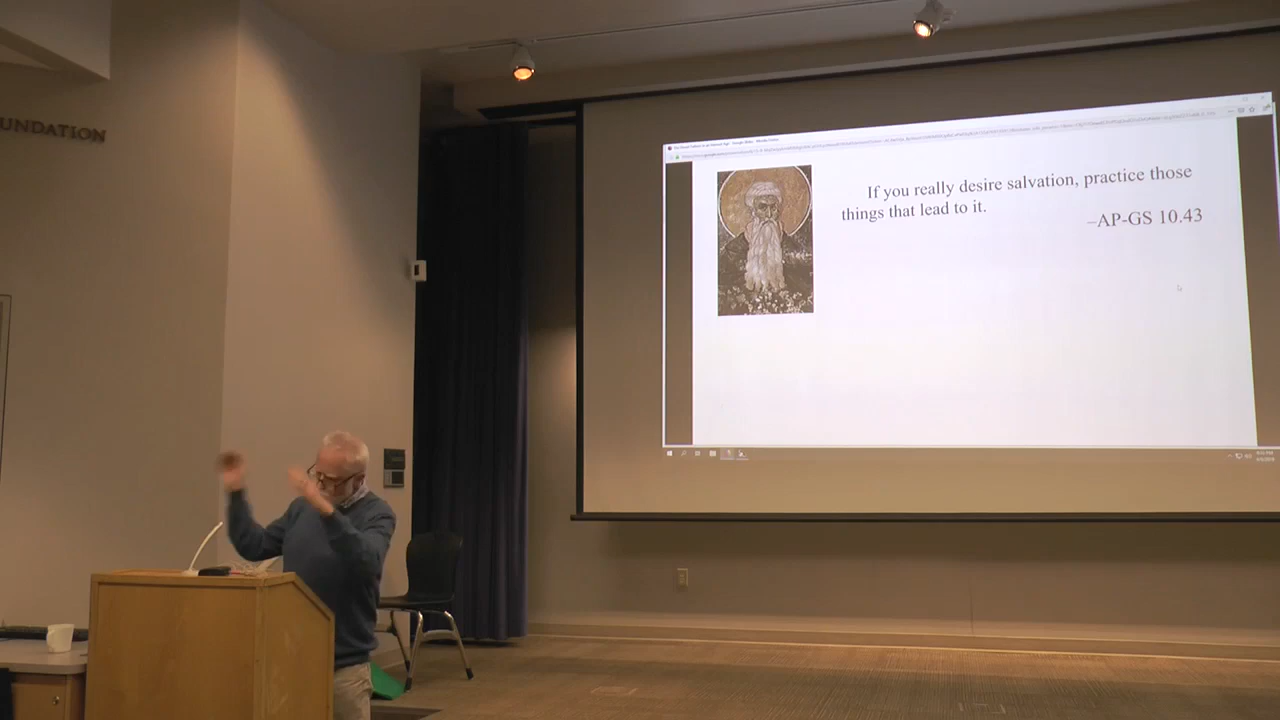 UNDATION
If you really desire salvation, practice those
things that lead to it.
–AP-GS 10.43